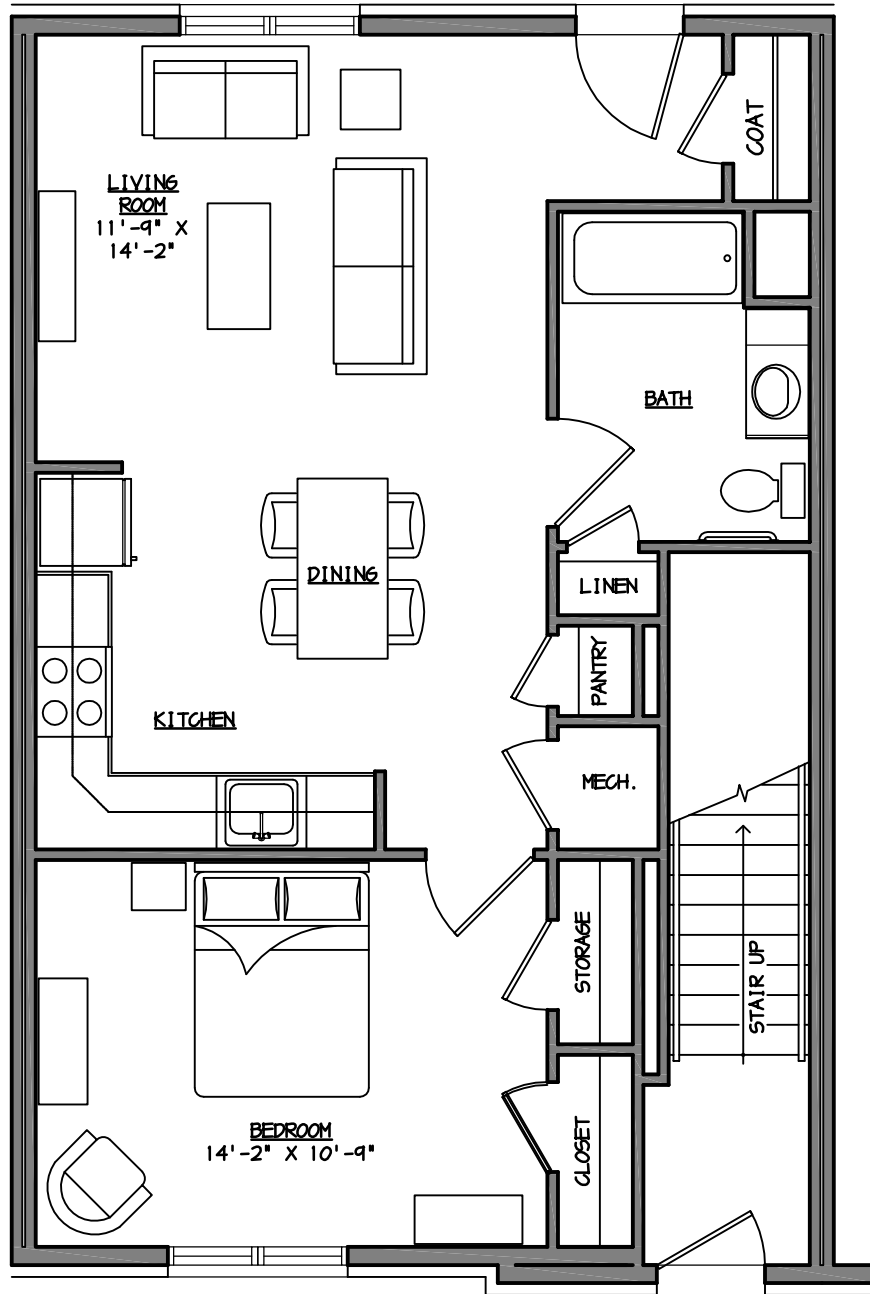 COAT
LIVING
ROOM
11'-9" X
14'-2"
BATH
DINING
LINEN
PANTRY
KITCHEN
MECH.
STORAGE
STAIR UP
BEDROOM
14'-2" X 10'-9"
CLOSET